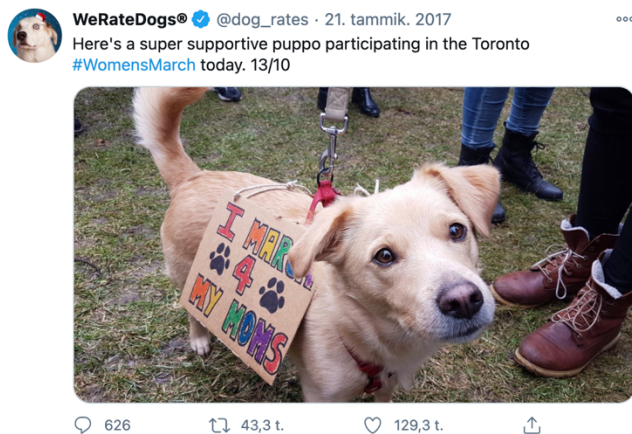 WeRateDogs® @dog_rates · 21. tammik. 2017
Here's a super supportive puppo participating in the Toronto
#WomensMarch today. 13/10
I MARCH
4
MY MOMS
626 43,3 t. 129,3 t.